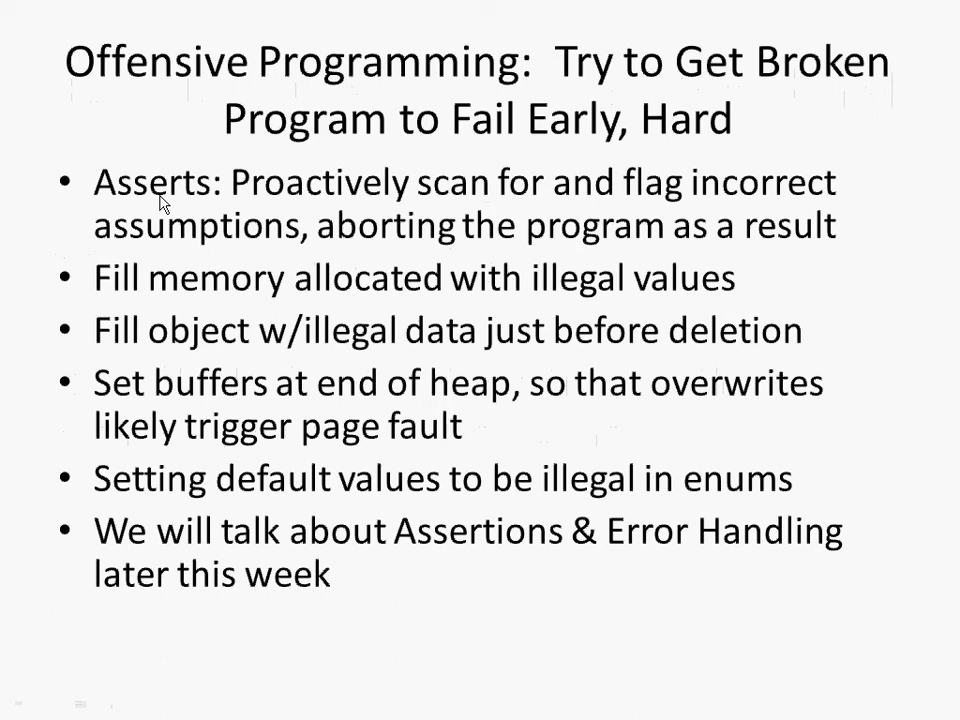 Offensive Programming:  Try to Get Broken
Program to Fail Early, Hard
• Asserts: Proactively scan for and flag incorrect
assumptions, aborting the program as a result
• Fill memory allocated with illegal values
• Fill object w/illegal data just before deletion
• Set buffers at end of heap, so that overwrites
likely trigger page fault
• Setting default values to be illegal in enums
• We will talk about Assertions & Error Handling
later this week